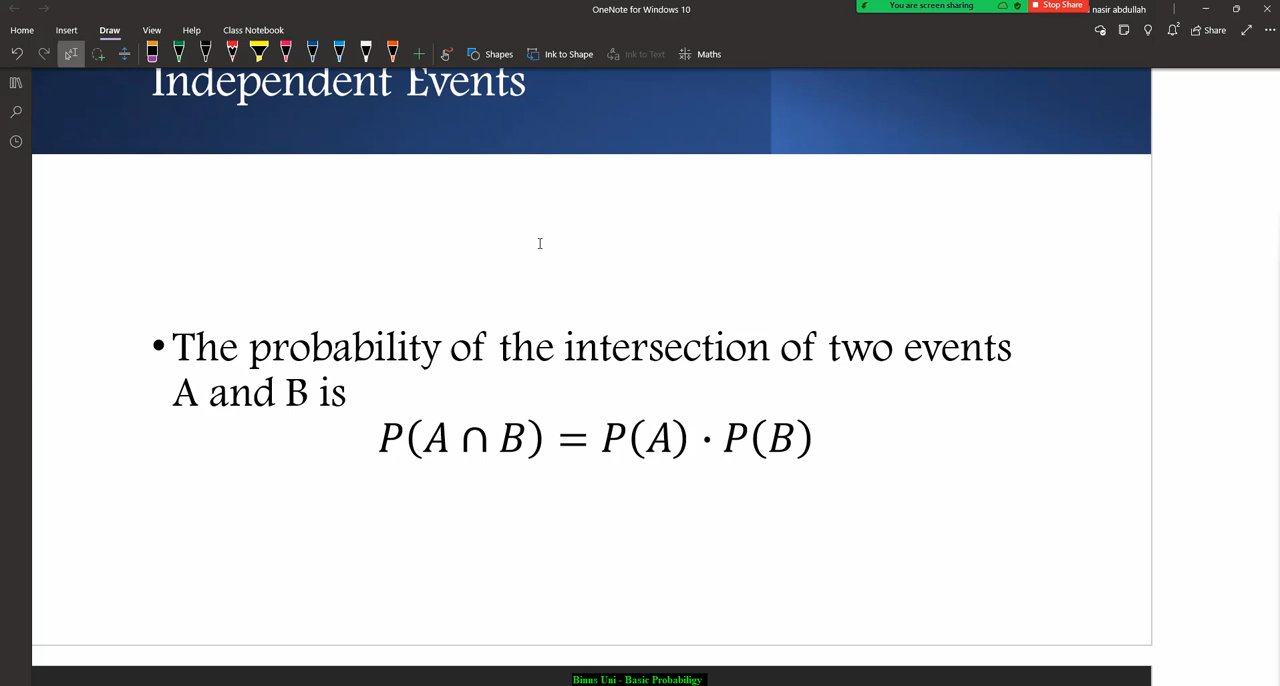 OneNote for Windows 10
You are screen sharing
Stop Share
nasir abdullah
Home Insert Draw View Help Class Notebook
Share
Shapes Ink to Shape Ink to Text Maths
Independent Events
• The probability of the intersection of two events
A and B is
P(A ∩ B) = P(A) · P(B)
Binus Uni - Basic Probabiligy